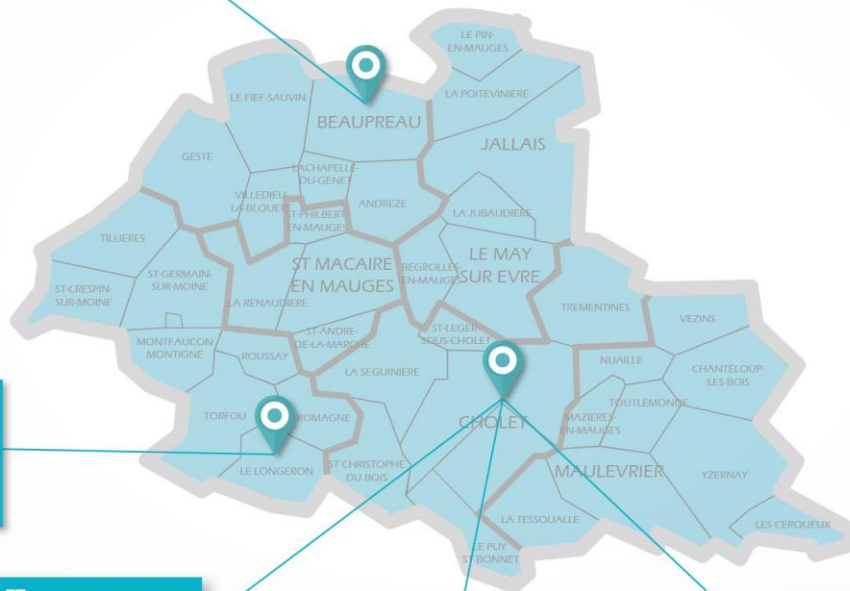 LE PIN-
EN-MAUGES
LE FIEF-SAUVIN
LA POITEVINIERE
BEAUPREAU
JALLAIS
GESTE
LACHAPELLE-
DU-GENET
VILLEDIEU-
LA-BLOUERE
ANDREZE
ST-PHILBERT-
EN-MAUGES
LA JUBAUDIERE
TILLIERES
ST MACAIRE
EN MAUGES
BEGROLLES-
EN-MAUGES
LE MAY
SUR EVRE
ST-GERMAIN-
SUR-MOINE
ST-CRESPIN-
SUR-MOINE
LA RENAUDIERE
TREMENTINES
VEZINS
ST-ANDRE-
DE-LA-MARCHE
ST-LEGER-
SOUS-CHOLET
MONTFAUCON
MONTIGNE
ROUSSAY
LA SEGUINIERE
NUAILLE
CHANTELOUP-
LES-BOIS
TOUTLEMONDE
TORFOU
ROMAGNE
CHOLET
MAZIERES-
EN-MAUGES
LE LONGERON
ST CHRISTOPHE
DU BOIS
MAULEVRIER
YZERNAY
LA TESSOUALLE
LES CERQUEUX
LE PUY
ST BONNET